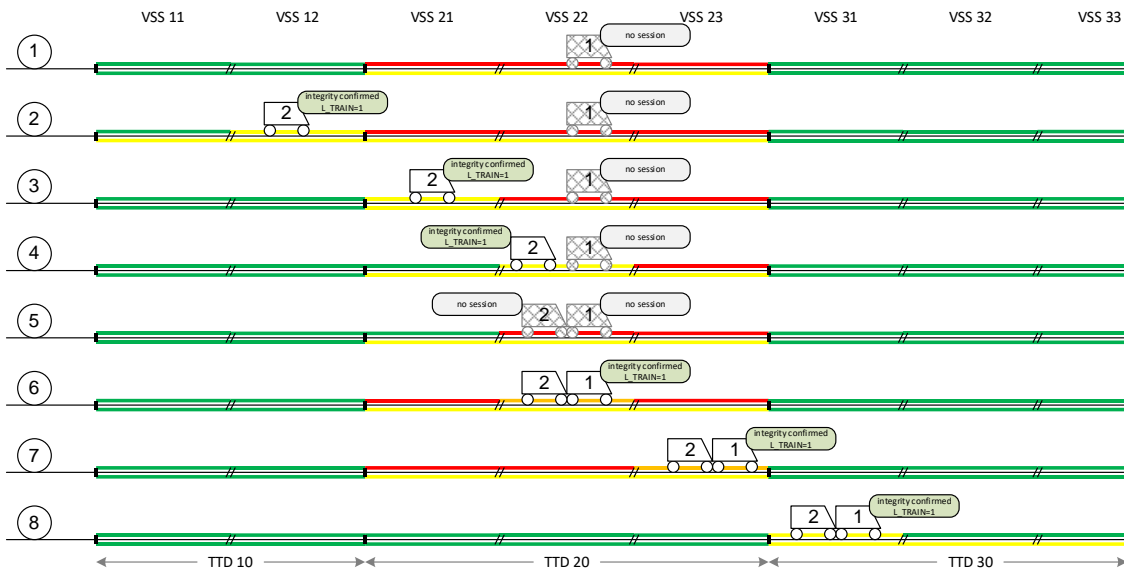 VSS 11 VSS 12 VSS 21 VSS 22 VSS 23 VSS 31 VSS 32 VSS 33
1 1 no session
2 2 integrity confirmed
L_TRAIN=1 1 no session
3 2 integrity confirmed
L_TRAIN=1 1 no session
4 integrity confirmed
L_TRAIN=1 2 1 no session
5 no session 2 1 no session
6 2 1 integrity confirmed
L_TRAIN=1
7 2 1 integrity confirmed
L_TRAIN=1
8 2 1 integrity confirmed
L_TRAIN=1
TTD 10 TTD 20 TTD 30